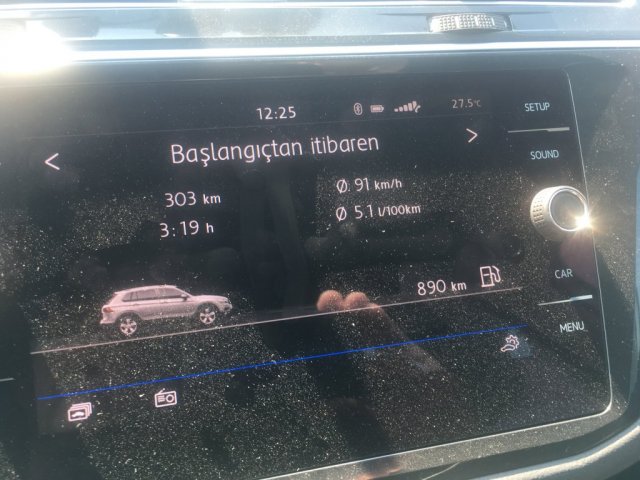 12:25
27.5°C
SETUP
< Başlangıçtan itibaren >
SOUND
303 km
Ø: 91 km/h
3:19 h
Ø 5.1 l/100km
CAR
890 km
MENU